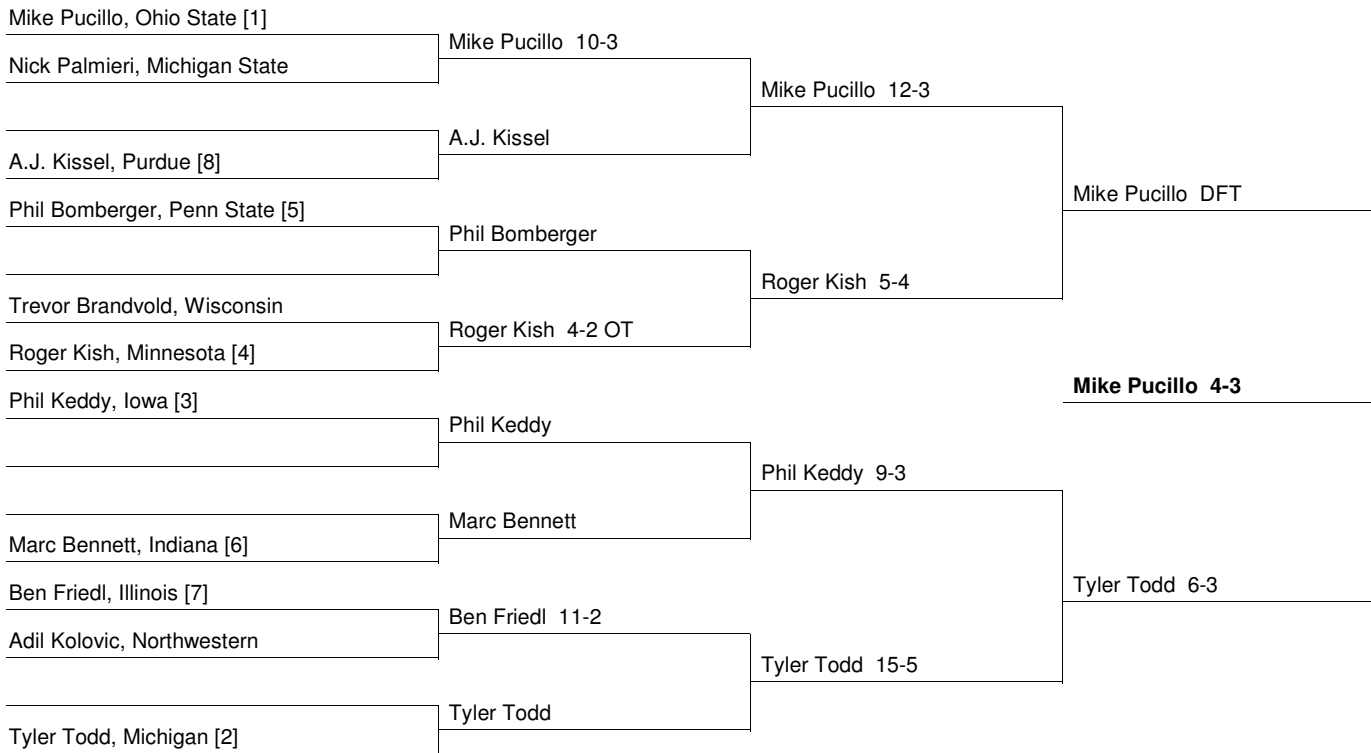 Mike Pucillo, Ohio State [1]
Nick Palmieri, Michigan State
A.J. Kissel, Purdue [8]
Phil Bomberger, Penn State [5]
Trevor Brandvold, Wisconsin
Roger Kish, Minnesota [4]
Phil Keddy, Iowa [3]
Marc Bennett, Indiana [6]
Ben Friedl, Illinois [7]
Adil Kolovic, Northwestern
Tyler Todd, Michigan [2]
Mike Pucillo 10-3
A.J. Kissel
Phil Bomberger
Roger Kish 4-2 OT
Phil Keddy
Marc Bennett
Ben Friedl 11-2
Tyler Todd
Mike Pucillo 12-3
Roger Kish 5-4
Phil Keddy 9-3
Tyler Todd 15-5
Mike Pucillo DFT
Mike Pucillo 4-3
Tyler Todd 6-3